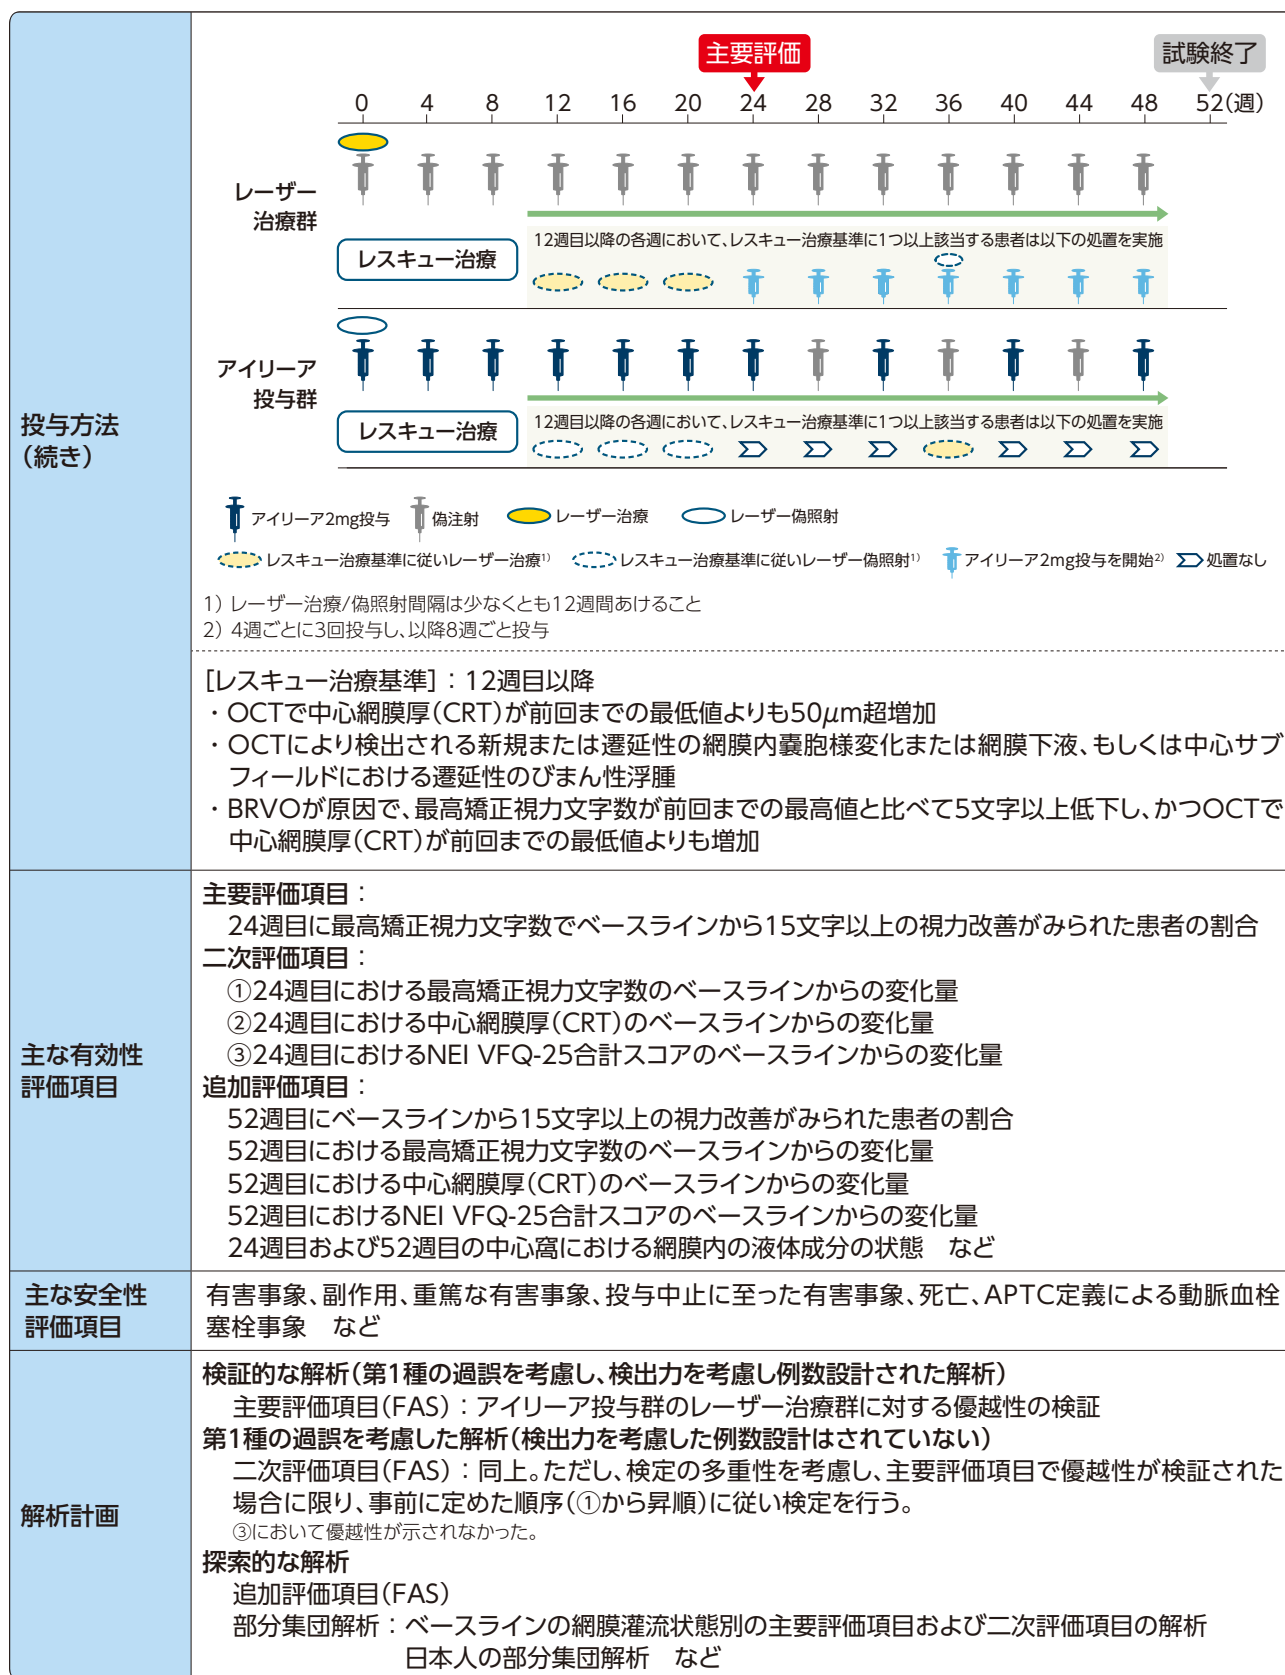 主要評価
試験終了
0 4 8 12 16 20 24 28 32 36 40 44 48 52(週)
レーザー
治療群
12週目以降の各週において、レスキュー治療基準に1つ以上該当する患者は以下の処置を実施
レスキュー治療
アイリーア
投与群
12週目以降の各週において、レスキュー治療基準に1つ以上該当する患者は以下の処置を実施
レスキュー治療
投与方法
(続き)
アイリーア2mg投与 偽注射 レーザー治療 レーザー偽照射
レスキュー治療基準に従いレーザー治療1) レスキュー治療基準に従いレーザー偽照射1) アイリーア2mg投与を開始2) 処置なし
1) レーザー治療/偽照射間隔は少なくとも12週間あけること
2) 4週ごとに3回投与し、以降8週ごと投与
[レスキュー治療基準]：12週目以降
・OCTで中心網膜厚(CRT)が前回までの最低値よりも50μm超増加
・OCTにより検出される新規または遷延性の網膜内嚢胞様変化または網膜下液、もしくは中心サブ
フィールドにおける遷延性のびまん性浮腫
・BRVOが原因で、最高矯正視力文字数が前回までの最高値と比べて5文字以上低下し、かつOCTで
中心網膜厚(CRT)が前回までの最低値よりも増加
主な有効性
評価項目
主要評価項目：
24週目に最高矯正視力文字数でベースラインから15文字以上の視力改善がみられた患者の割合
二次評価項目：
①24週目における最高矯正視力文字数のベースラインからの変化量
②24週目における中心網膜厚(CRT)のベースラインからの変化量
③24週目におけるNEI VFQ-25合計スコアのベースラインからの変化量
追加評価項目：
52週目にベースラインから15文字以上の視力改善がみられた患者の割合
52週目における最高矯正視力文字数のベースラインからの変化量
52週目における中心網膜厚(CRT)のベースラインからの変化量
52週目におけるNEI VFQ-25合計スコアのベースラインからの変化量
24週目および52週目の中心窩における網膜内の液体成分の状態 など
主な安全性
評価項目
有害事象、副作用、重篤な有害事象、投与中止に至った有害事象、死亡、APTC定義による動脈血栓
塞栓事象 など
解析計画
検証的な解析(第1種の過誤を考慮し、検出力を考慮し例数設計された解析)
主要評価項目(FAS)：アイリーア投与群のレーザー治療群に対する優越性の検証
第1種の過誤を考慮した解析(検出力を考慮した例数設計はされていない)
二次評価項目(FAS)：同上。ただし、検定の多重性を考慮し、主要評価項目で優越性が検証された
場合に限り、事前に定めた順序(①から昇順)に従い検定を行う。
③において優越性が示されなかった。
探索的な解析
追加評価項目(FAS)
部分集団解析：ベースラインの網膜灌流状態別の主要評価項目および二次評価項目の解析
日本人の部分集団解析 など